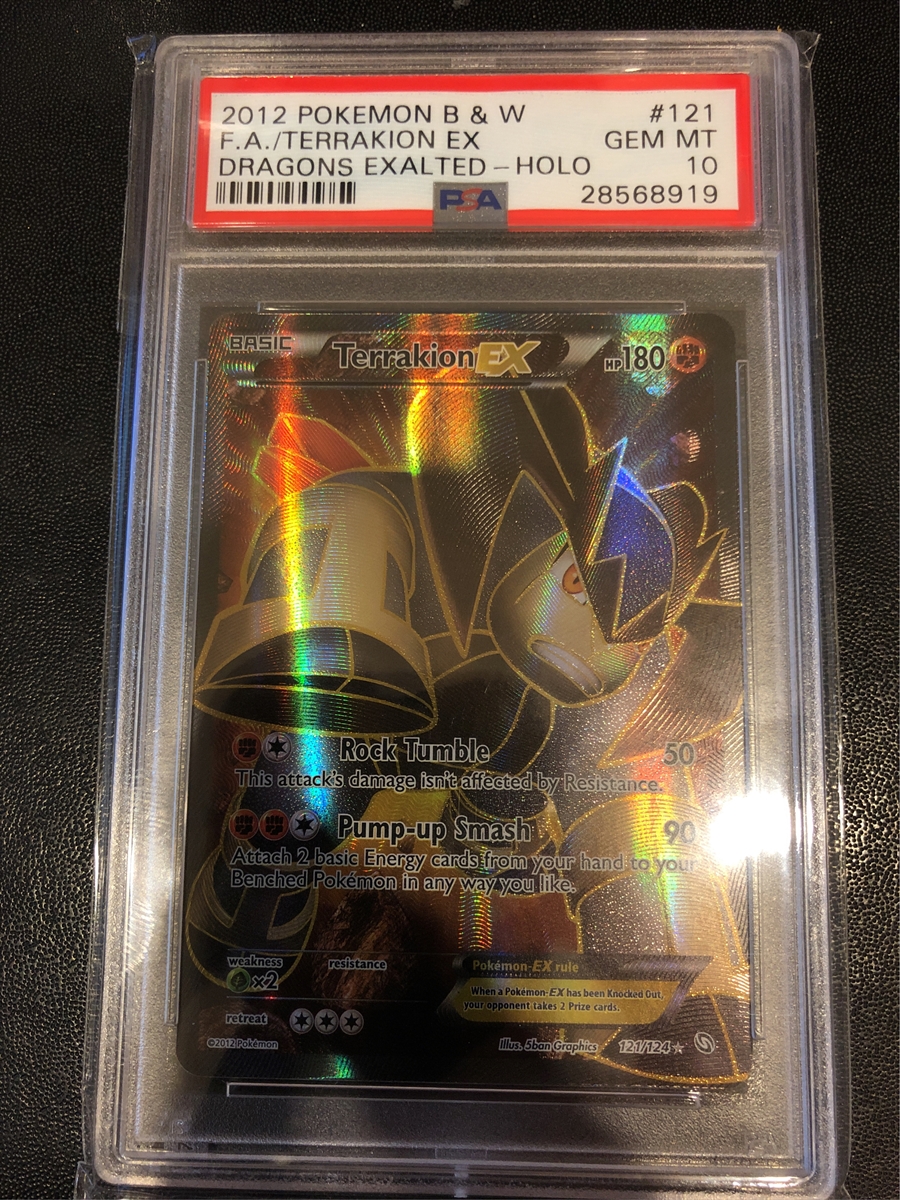 2012 POKEMON B & W #121
F.A./TERRAKION EX GEM MT
DRAGONS EXALTED - HOLO 10
PSA 28568919
BASIC Terrakion EX HP180
Rock Tumble 50
This attack's damage isn't affected by Resistance.
Pump-up Smash 90
Attach 2 basic Energy cards from your hand to your
Benched Pokémon in any way you like.
weakness resistance
×2
Pokémon-EX rule
When a Pokémon-EX has been Knocked Out,
your opponent takes 2 Prize cards.
retreat
©2012 Pokémon Illus. 5ban Graphics 121/124